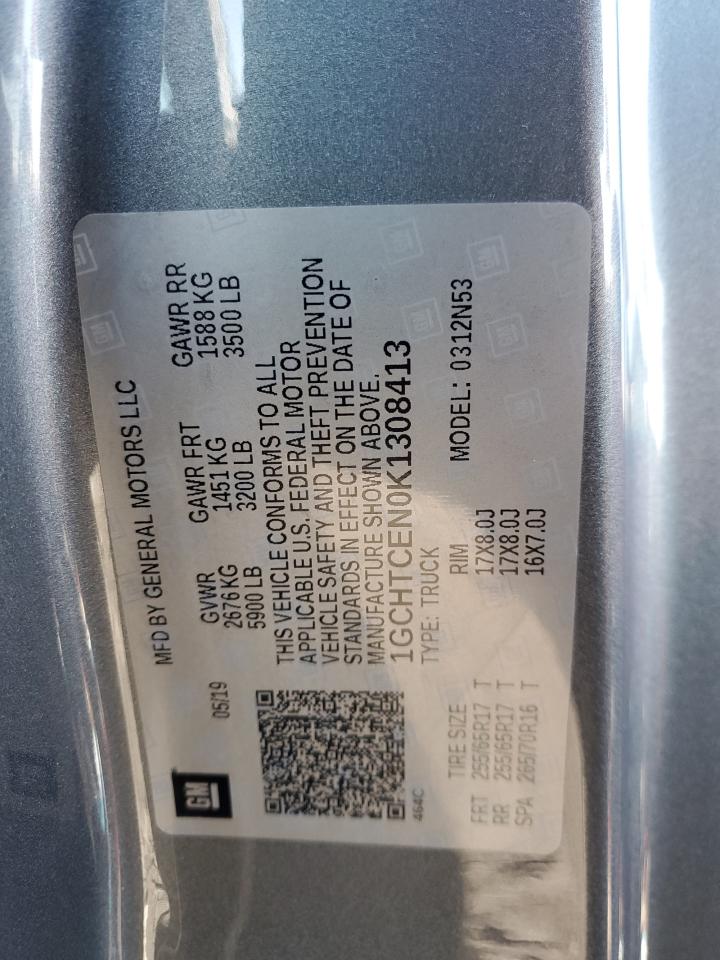 GM
05/19
MFD BY GENERAL MOTORS LLC
GVWR GAWR FRT GAWR RR
2676 KG 1451 KG 1588 KG
5900 LB 3200 LB 3500 LB
THIS VEHICLE CONFORMS TO ALL
APPLICABLE U.S. FEDERAL MOTOR
VEHICLE SAFETY AND THEFT PREVENTION
STANDARDS IN EFFECT ON THE DATE OF
MANUFACTURE SHOWN ABOVE.
1GCHTCEN0K1308413
464C
TYPE: TRUCK MODEL: 0312N53
TIRE SIZE RIM
FRT 255/65R17 T 17X8.0J
RR 255/65R17 T 17X8.0J
SPA 265/70R16 T 16X7.0J